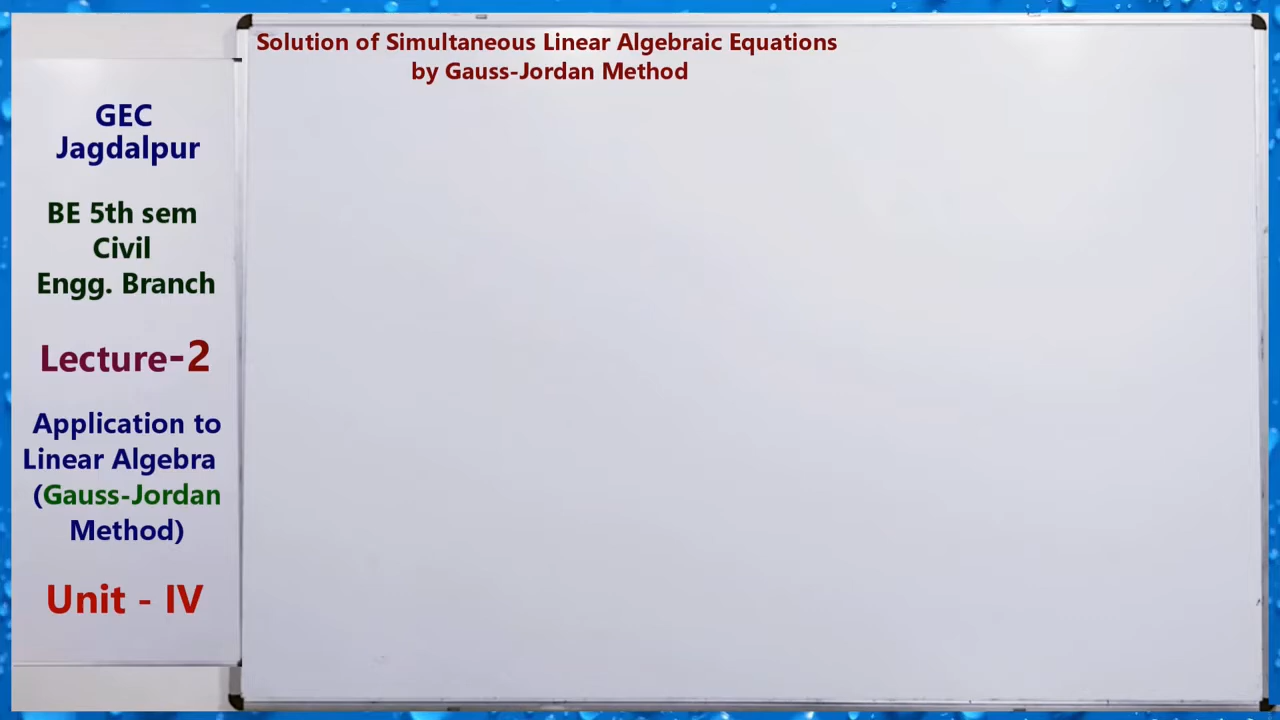 Solution of Simultaneous Linear Algebraic Equations
by Gauss-Jordan Method
GEC
Jagdalpur
BE 5th sem
Civil
Engg. Branch
Lecture-2
Application to
Linear Algebra
(Gauss-Jordan
Method)
Unit - IV